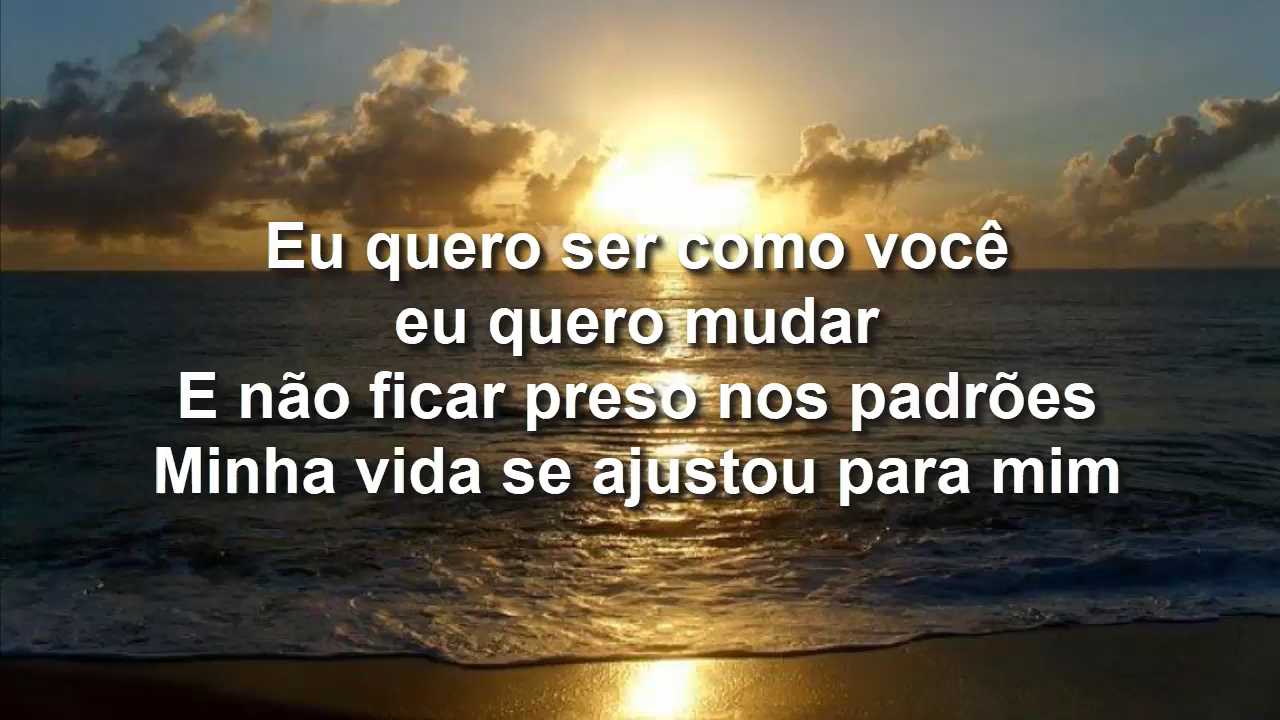 Eu quero ser como você
eu quero mudar
E não ficar preso nos padrões
Minha vida se ajustou para mim